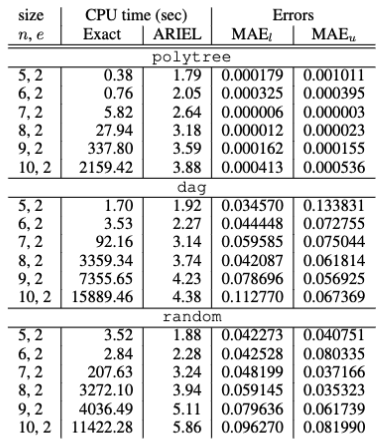 size CPU time (sec) Errors
n, e Exact ARIEL MAEl MAEu
polytree
5, 2 0.38 1.79 0.000179 0.001011
6, 2 0.76 2.05 0.000325 0.000395
7, 2 5.82 2.64 0.000006 0.000003
8, 2 27.94 3.18 0.000012 0.000023
9, 2 337.80 3.59 0.000162 0.000155
10, 2 2159.42 3.88 0.000413 0.000536
dag
5, 2 1.70 1.92 0.034570 0.133831
6, 2 3.53 2.27 0.044448 0.072755
7, 2 92.16 3.14 0.059585 0.075044
8, 2 3359.34 3.74 0.042087 0.061814
9, 2 7355.65 4.23 0.078696 0.056925
10, 2 15889.46 4.38 0.112770 0.067369
random
5, 2 3.52 1.88 0.042273 0.040751
6, 2 2.84 2.28 0.042528 0.080335
7, 2 207.63 3.24 0.048199 0.037166
8, 2 3272.10 3.94 0.059145 0.035323
9, 2 4036.49 5.11 0.079636 0.061739
10, 2 11422.28 5.86 0.096270 0.081990